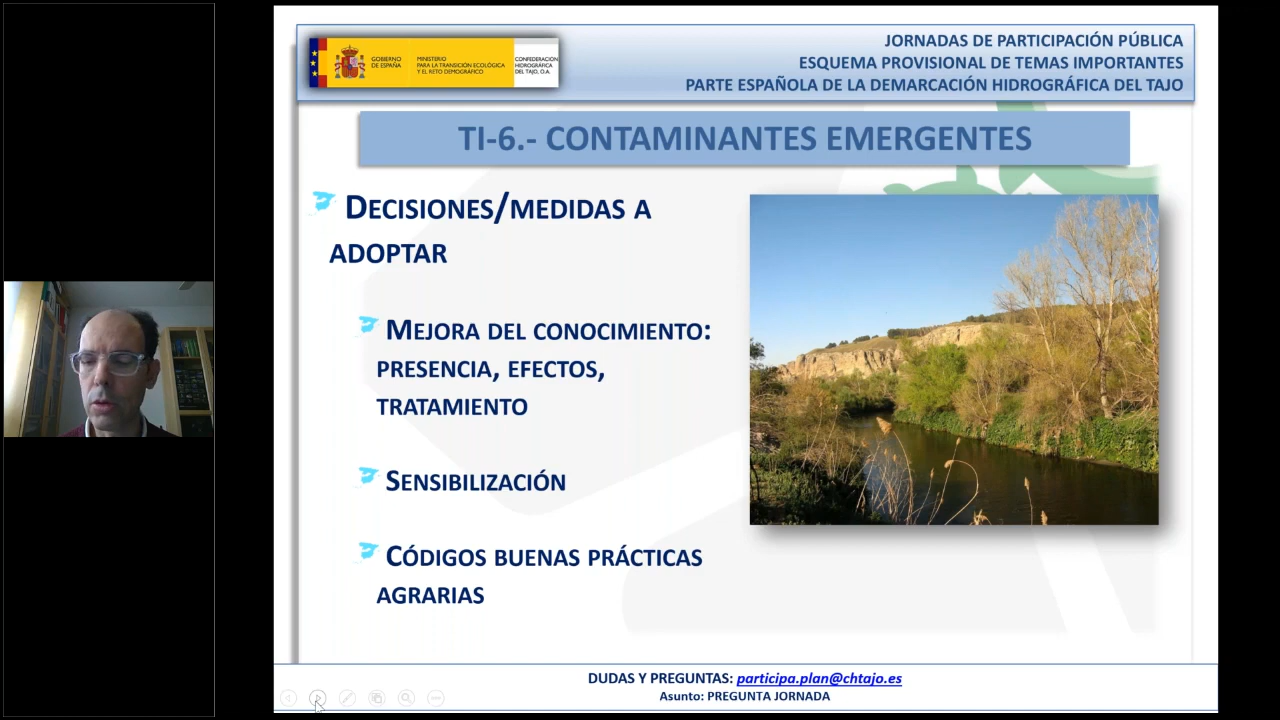 GOBIERNO
DE ESPAÑA
MINISTERIO
PARA LA TRANSICIÓN ECOLÓGICA
Y EL RETO DEMOGRÁFICO
CONFEDERACIÓN
HIDROGRÁFICA
DEL TAJO, O.A.
JORNADAS DE PARTICIPACIÓN PÚBLICA
ESQUEMA PROVISIONAL DE TEMAS IMPORTANTES
PARTE ESPAÑOLA DE LA DEMARCACIÓN HIDROGRÁFICA DEL TAJO
TI-6.- CONTAMINANTES EMERGENTES
DECISIONES/MEDIDAS A
ADOPTAR
MEJORA DEL CONOCIMIENTO:
PRESENCIA, EFECTOS,
TRATAMIENTO
SENSIBILIZACIÓN
CÓDIGOS BUENAS PRÁCTICAS
AGRARIAS
DUDAS Y PREGUNTAS: participa.plan@chtajo.es
Asunto: PREGUNTA JORNADA